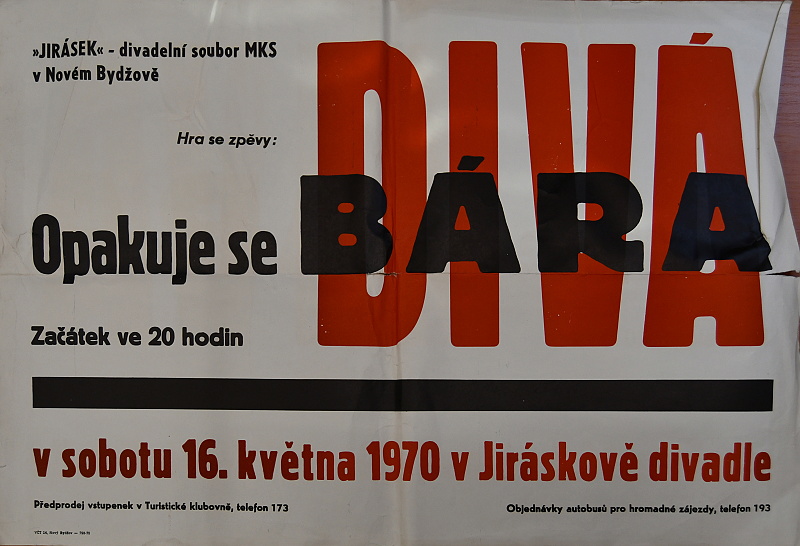 »JIRÁSEK« - divadelní soubor MKS
v Novém Bydžově
Hra se zpěvy:
DIVÁ
Opakuje se BÁRA
Začátek ve 20 hodin
v sobotu 16. května 1970 v Jiráskově divadle
Předprodej vstupenek v Turistické klubovně, telefon 173
Objednávky autobusů pro hromadné zájezdy, telefon 193